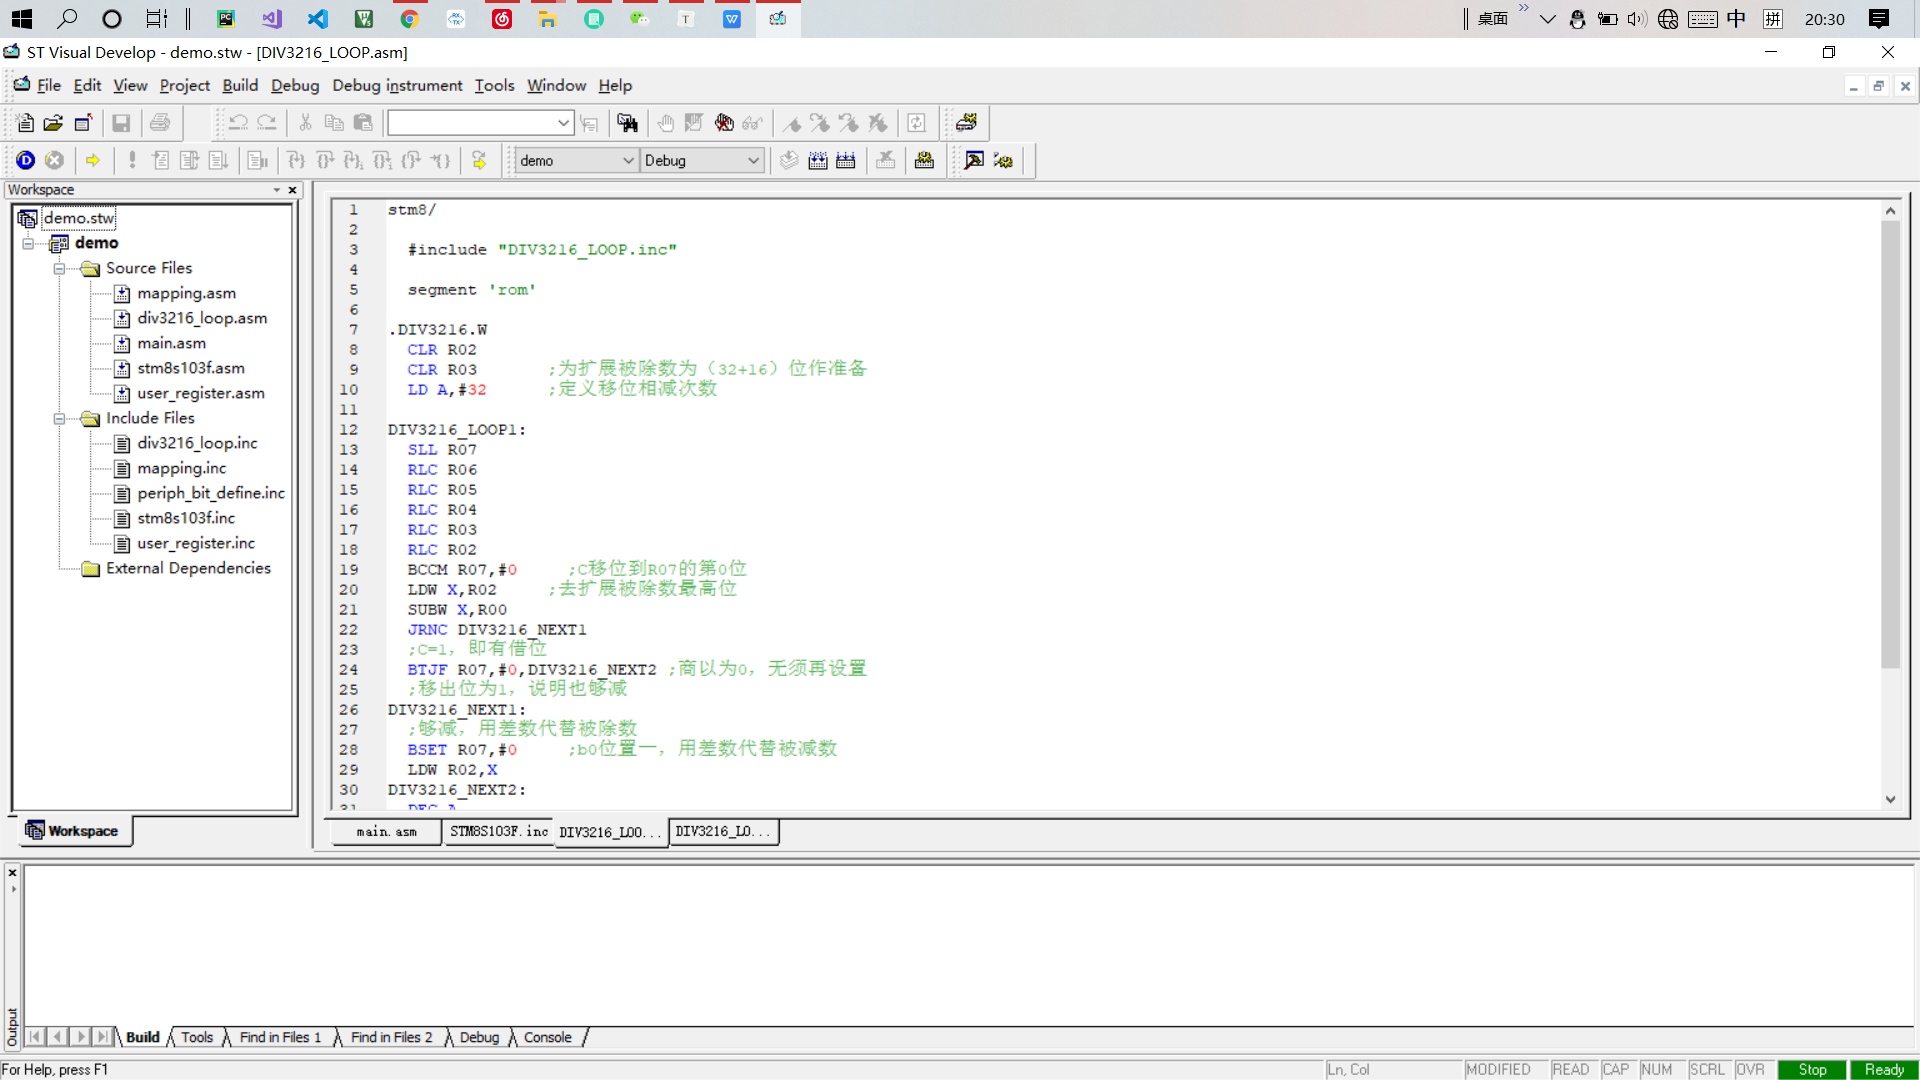 桌面 中 拼 20:30
ST Visual Develop - demo.stw - [DIV3216_LOOP.asm]
File Edit View Project Build Debug Debug instrument Tools Window Help
demo Debug
Workspace
demo.stw
demo
Source Files
mapping.asm
div3216_loop.asm
main.asm
stm8s103f.asm
user_register.asm
Include Files
div3216_loop.inc
mapping.inc
periph_bit_define.inc
stm8s103f.inc
user_register.inc
External Dependencies
Workspace
1 stm8/
2
3 #include "DIV3216_LOOP.inc"
4
5 segment 'rom'
6
7 .DIV3216.W
8 CLR R02
9 CLR R03 ;为扩展被除数为（32+16）位作准备
10 LD A,#32 ;定义移位相减次数
11
12 DIV3216_LOOP1:
13 SLL R07
14 RLC R06
15 RLC R05
16 RLC R04
17 RLC R03
18 RLC R02
19 BCCM R07,#0 ;C移位到R07的第0位
20 LDW X,R02 ;去扩展被除数最高位
21 SUBW X,R00
22 JRNC DIV3216_NEXT1
23 ;C=1，即有借位
24 BTJF R07,#0,DIV3216_NEXT2 ;商以为0，无须再设置
25 ;移出位为1，说明也够减
26 DIV3216_NEXT1:
27 ;够减，用差数代替被除数
28 BSET R07,#0 ;b0位置一，用差数代替被减数
29 LDW R02,X
30 DIV3216_NEXT2:
31 DEC A
main.asm STM8S103F.inc DIV3216_LOO... DIV3216_LO...
Output
Build Tools Find in Files 1 Find in Files 2 Debug Console
For Help, press F1 Ln, Col MODIFIED READ CAP NUM SCRL OVR Stop Ready